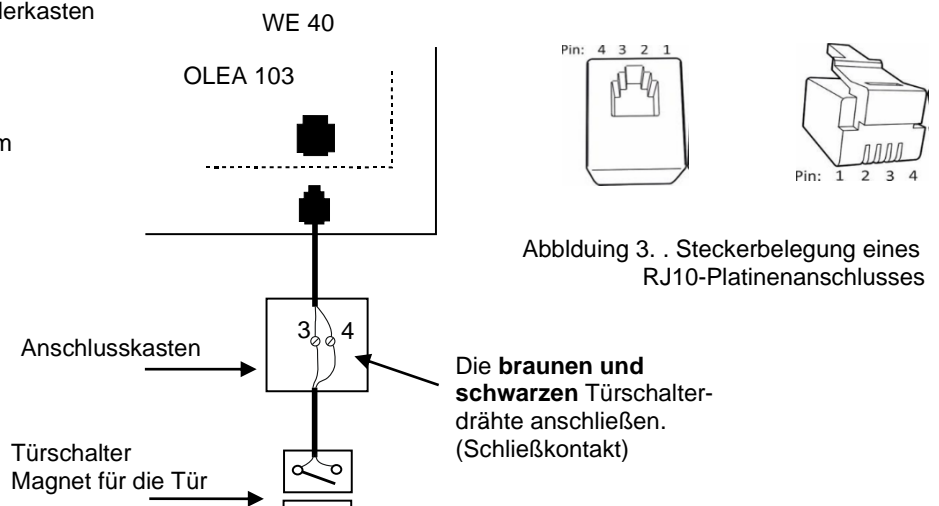 lerkasten
WE 40
OLEA 103
m
Pin: 4 3 2 1
Pin: 1 2 3 4
Abblduing 3. . Steckerbelegung eines
RJ10-Platinenanschlusses
3 4
Anschlusskasten
Die braunen und
schwarzen Türschalter-
drähte anschließen.
(Schließkontakt)
Türschalter
Magnet für die Tür